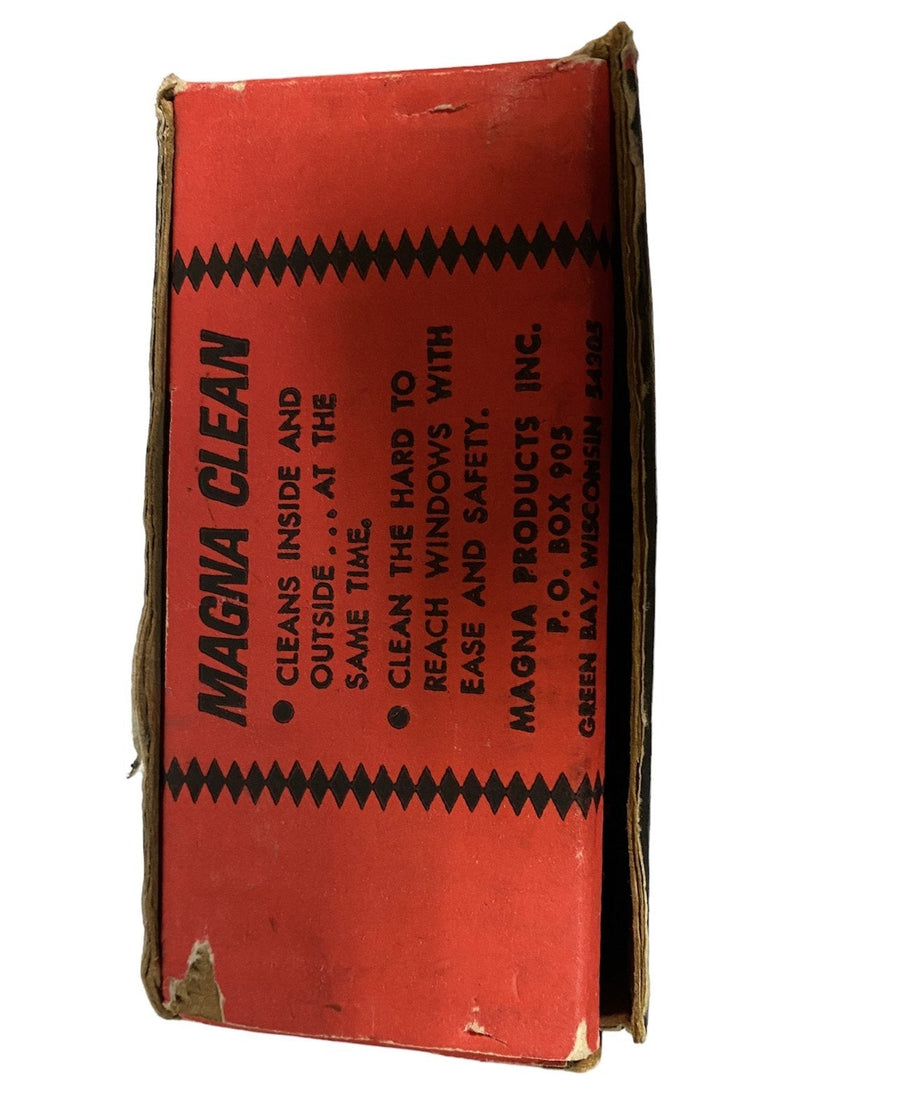 MAGNA CLEAN
● CLEANS INSIDE AND
OUTSIDE... AT THE
SAME TIME.
● CLEAN THE HARD TO
REACH WINDOWS WITH
EASE AND SAFETY.
MAGNA PRODUCTS INC.
P. O. BOX 905
GREEN BAY, WISCONSIN 54305